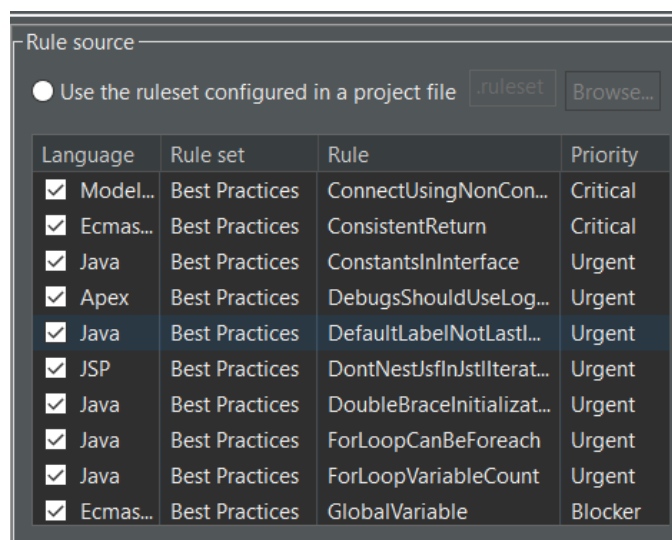 Rule source
Use the ruleset configured in a project file .ruleset Browse...
Language Rule set Rule Priority
Model... Best Practices ConnectUsingNonCon... Critical
Ecmas... Best Practices ConsistentReturn Critical
Java Best Practices ConstantsInInterface Urgent
Apex Best Practices DebugsShouldUseLog... Urgent
Java Best Practices DefaultLabelNotLastI... Urgent
JSP Best Practices DontNestJsfInJstlIterat... Urgent
Java Best Practices DoubleBraceInitializat... Urgent
Java Best Practices ForLoopCanBeForeach Urgent
Java Best Practices ForLoopVariableCount Urgent
Ecmas... Best Practices GlobalVariable Blocker